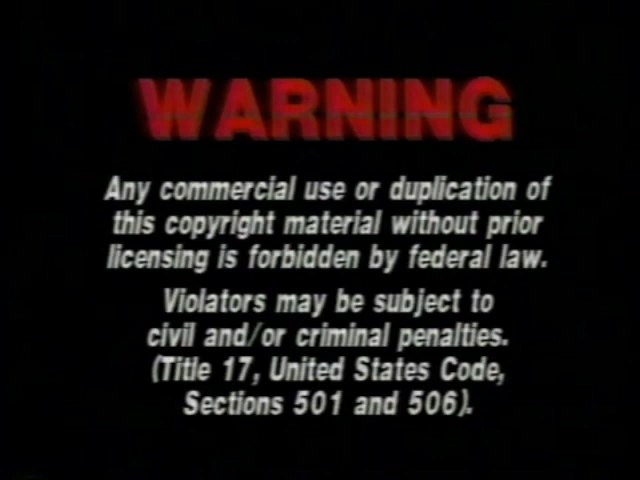 WARNING
Any commercial use or duplication of
this copyright material without prior
licensing is forbidden by federal law.
Violators may be subject to
civil and/or criminal penalties.
(Title 17, United States Code,
Sections 501 and 506).